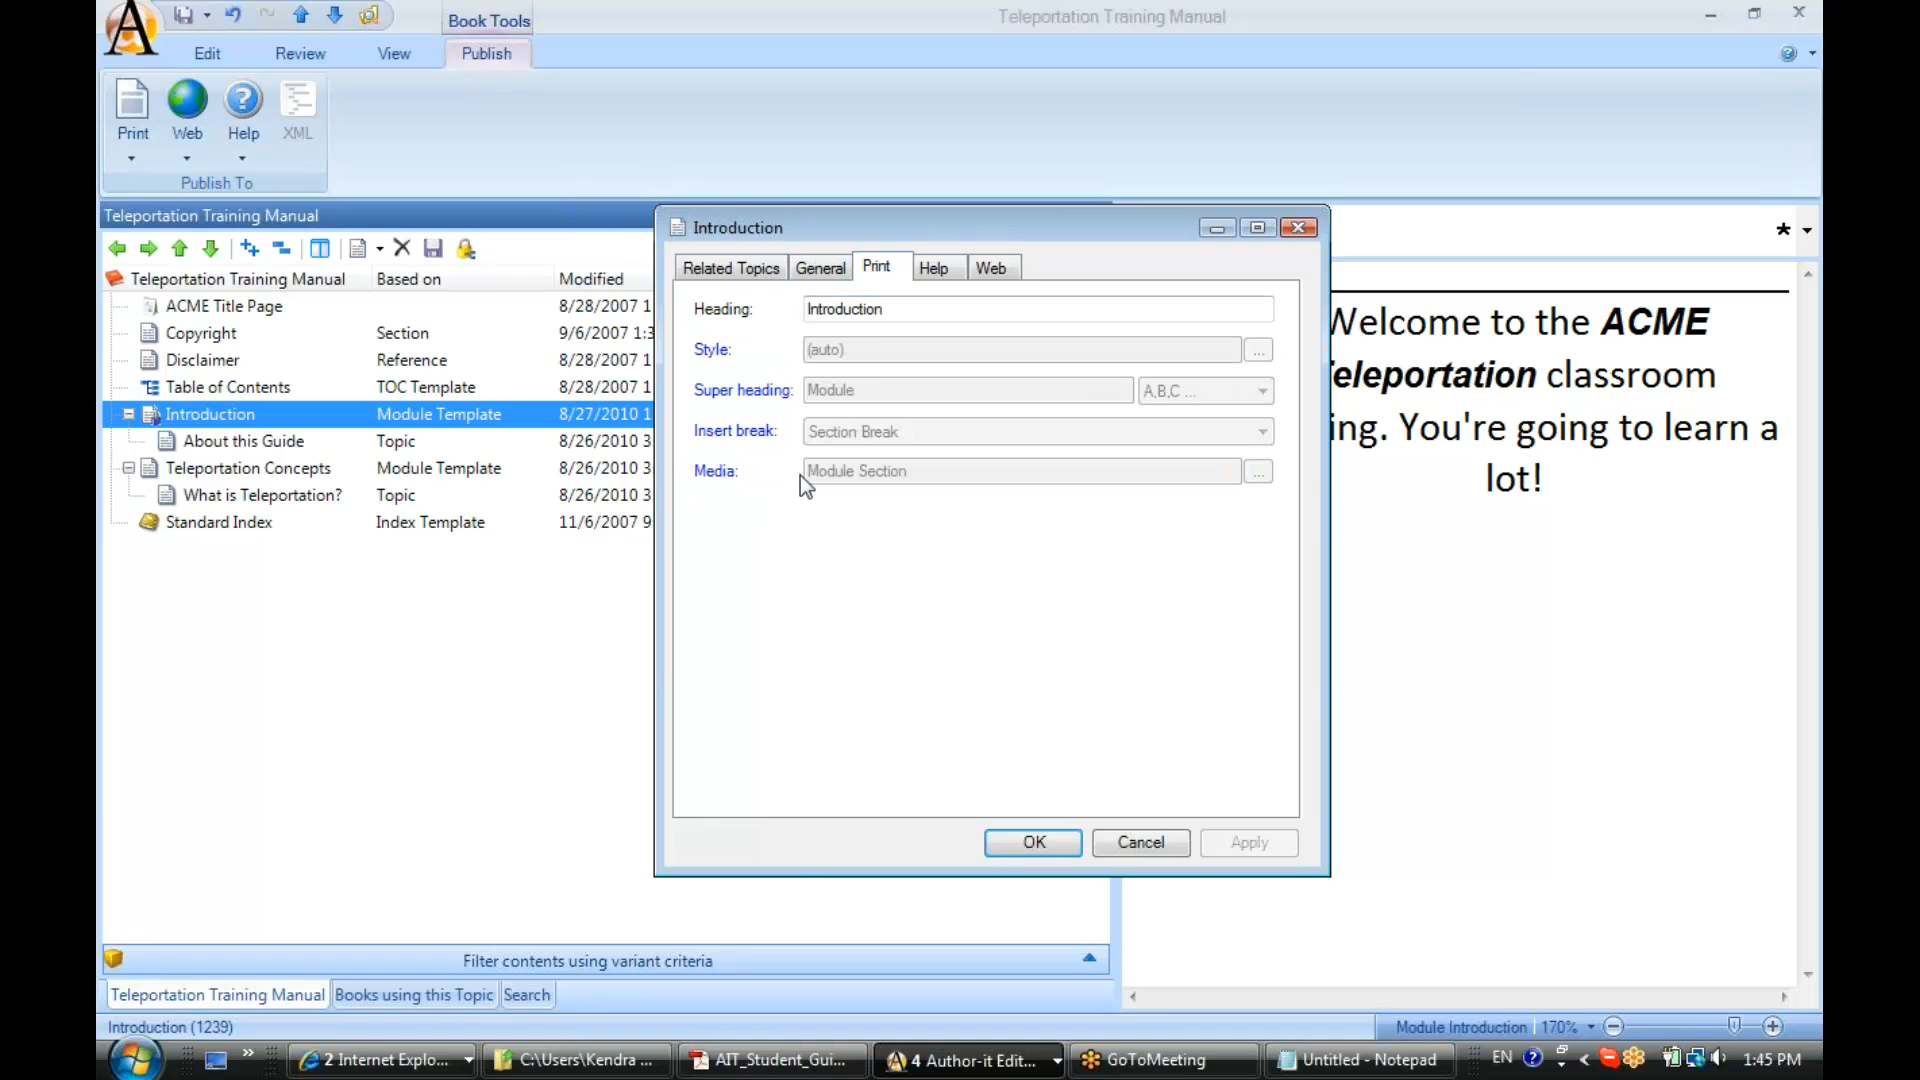 Book Tools
Teleportation Training Manual
Edit Review View Publish
Print Web Help XML
Publish To
Teleportation Training Manual
Teleportation Training Manual Based on Modified
ACME Title Page 8/28/2007 1
Copyright Section 9/6/2007 1:3
Disclaimer Reference 8/28/2007 1
Table of Contents TOC Template 8/28/2007 1
Introduction Module Template 8/27/2010 1
About this Guide Topic 8/26/2010 3
Teleportation Concepts Module Template 8/26/2010 3
What is Teleportation? Topic 8/26/2010 3
Standard Index Index Template 11/6/2007 9
Introduction
Related Topics General Print Help Web
Heading: Introduction
Style: (auto) ...
Super heading: Module A,B,C ...
Insert break: Section Break
Media: Module Section ...
OK Cancel Apply
Welcome to the ACME
eleportation classroom
ing. You're going to learn a
lot!
Filter contents using variant criteria
Teleportation Training Manual Books using this Topic Search
Introduction (1239) Module Introduction 170%
2 Internet Explo... C:\Users\Kendra ... AIT_Student_Gui... 4 Author-it Edit... GoToMeeting Untitled - Notepad EN 1:45 PM